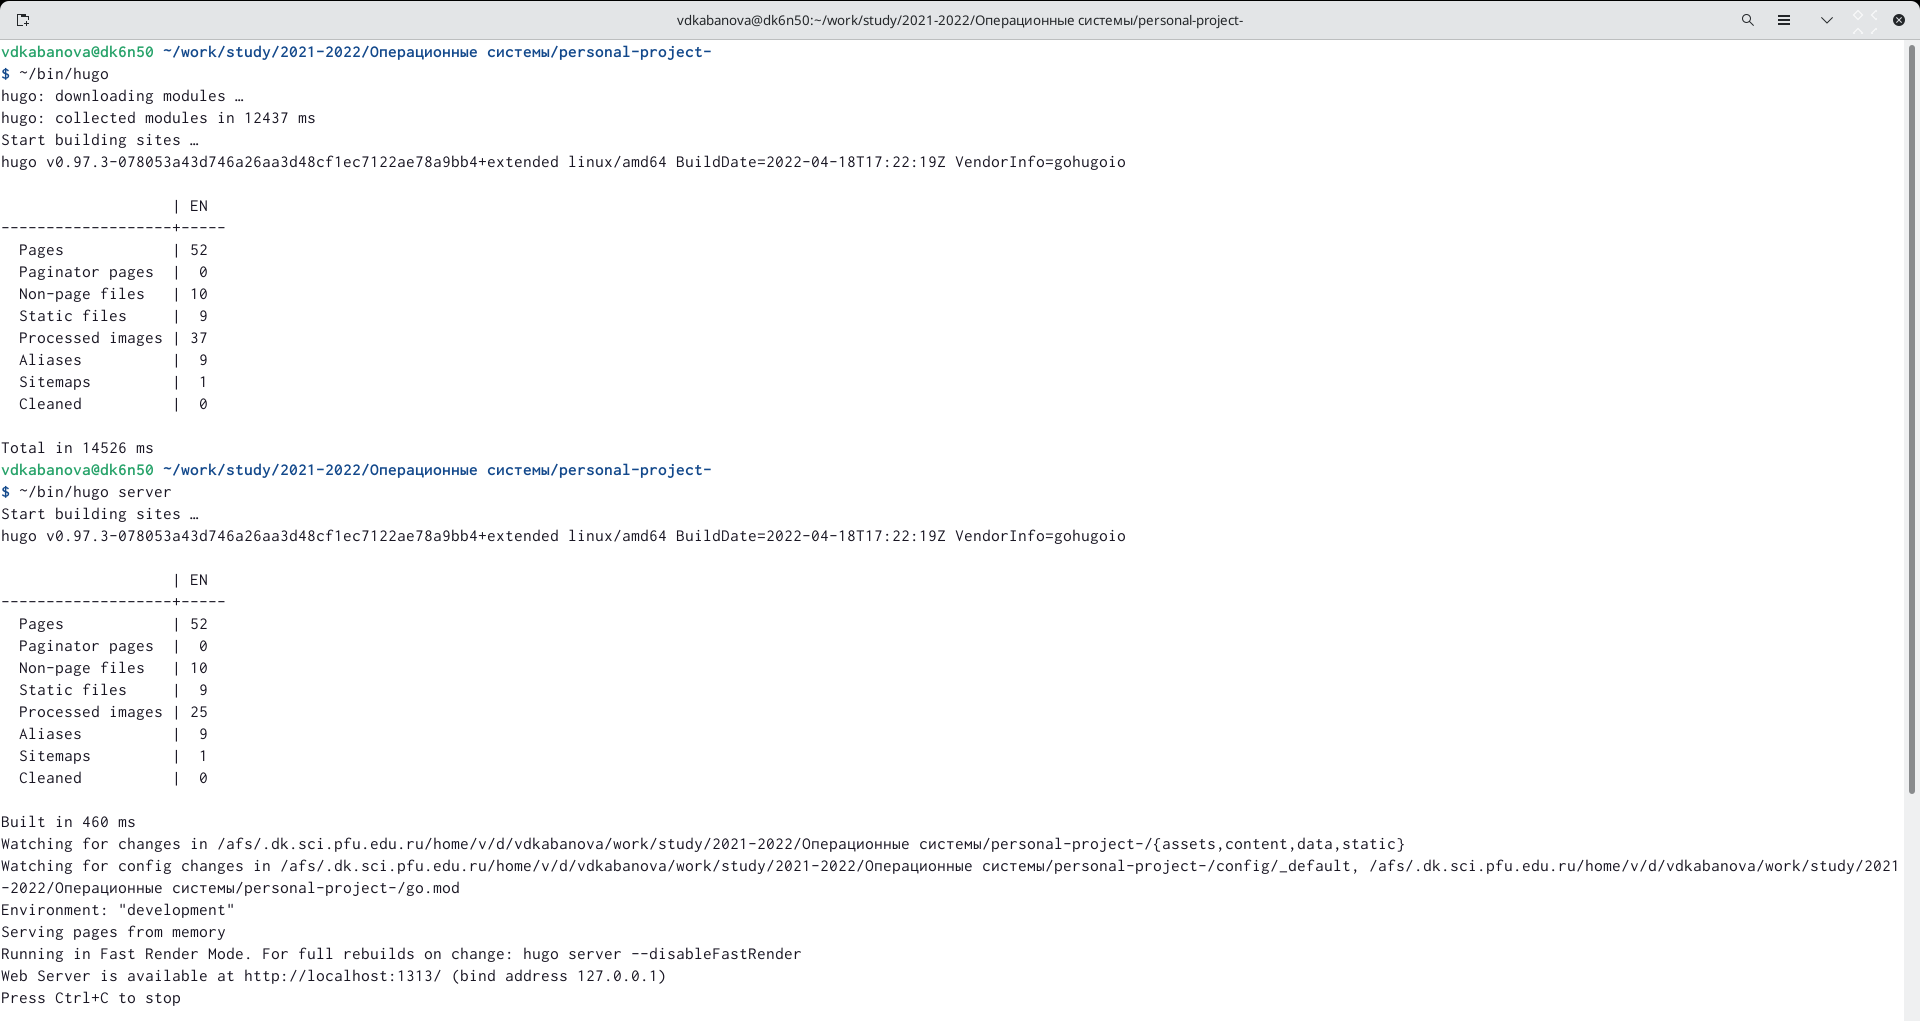 vdkabanova@dk6n50:~/work/study/2021-2022/Операционные системы/personal-project-
vdkabanova@dk6n50 ~/work/study/2021-2022/Операционные системы/personal-project-
$ ~/bin/hugo
hugo: downloading modules …
hugo: collected modules in 12437 ms
Start building sites …
hugo v0.97.3-078053a43d746a26aa3d48cf1ec7122ae78a9bb4+extended linux/amd64 BuildDate=2022-04-18T17:22:19Z VendorInfo=gohugoio
                   | EN
-------------------+-----
  Pages            | 52
  Paginator pages  |  0
  Non-page files   | 10
  Static files     |  9
  Processed images | 37
  Aliases          |  9
  Sitemaps         |  1
  Cleaned          |  0
Total in 14526 ms
vdkabanova@dk6n50 ~/work/study/2021-2022/Операционные системы/personal-project-
$ ~/bin/hugo server
Start building sites …
hugo v0.97.3-078053a43d746a26aa3d48cf1ec7122ae78a9bb4+extended linux/amd64 BuildDate=2022-04-18T17:22:19Z VendorInfo=gohugoio
                   | EN
-------------------+-----
  Pages            | 52
  Paginator pages  |  0
  Non-page files   | 10
  Static files     |  9
  Processed images | 25
  Aliases          |  9
  Sitemaps         |  1
  Cleaned          |  0
Built in 460 ms
Watching for changes in /afs/.dk.sci.pfu.edu.ru/home/v/d/vdkabanova/work/study/2021-2022/Операционные системы/personal-project-/{assets,content,data,static}
Watching for config changes in /afs/.dk.sci.pfu.edu.ru/home/v/d/vdkabanova/work/study/2021-2022/Операционные системы/personal-project-/config/_default, /afs/.dk.sci.pfu.edu.ru/home/v/d/vdkabanova/work/study/2021
-2022/Операционные системы/personal-project-/go.mod
Environment: "development"
Serving pages from memory
Running in Fast Render Mode. For full rebuilds on change: hugo server --disableFastRender
Web Server is available at http://localhost:1313/ (bind address 127.0.0.1)
Press Ctrl+C to stop